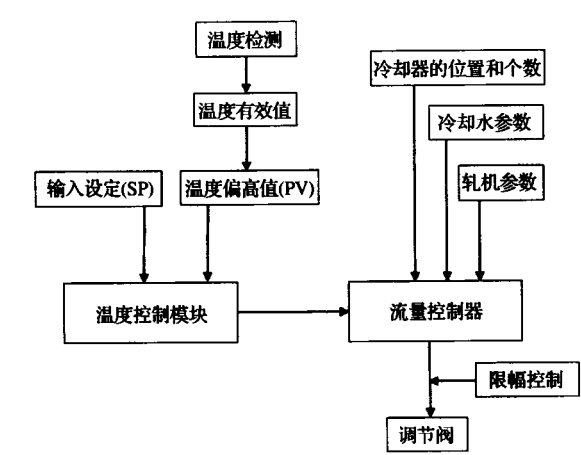 温度检测
冷却器的位置和个数
温度有效值
冷却水参数
输入设定(SP)
温度偏高值(PV)
轧机参数
温度控制模块
流量控制器
限幅控制
调节阀